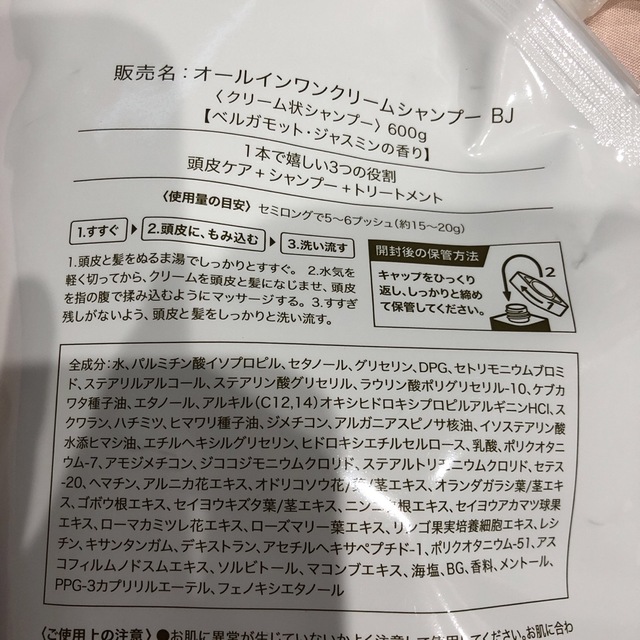 販売名：オールインワンクリームシャンプー BJ
〈クリーム状シャンプー〉600g
【ベルガモット・ジャスミンの香り】
1本で嬉しい3つの役割
頭皮ケア＋シャンプー＋トリートメント
〈使用量の目安〉セミロングで5～6プッシュ(約15～20g)
1.すすぐ 2.頭皮に、もみ込む 3.洗い流す
1.頭皮と髪をぬるま湯でしっかりとすすぐ。2.水気を
軽く切ってから、クリームを頭皮と髪になじませ、頭皮
を指の腹で揉み込むようにマッサージする。3.すすぎ
残しがないよう、頭皮と髪をしっかりと洗い流す。
開封後の保管方法
キャップをひっくり
返し、しっかりと締め
て保管してください。
2
全成分：水、パルミチン酸イソプロピル、セタノール、グリセリン、DPG、セトリモニウムブロミ
ド、ステアリルアルコール、ステアリン酸グリセリル、ラウリン酸ポリグリセリル-10、ケブカ
ワタ種子油、エタノール、アルキル(C12,14)オキシヒドロキシプロピルアルギニンHCl、ス
クワラン、ハチミツ、ヒマワリ種子油、ジメチコン、アルガニアスピノサ核油、イソステアリン酸
水添ヒマシ油、エチルヘキシルグリセリン、ヒドロキシエチルセルロース、乳酸、ポリクオタニ
ウム-7、アモジメチコン、ジココジモニウムクロリド、ステアルトリモニウムクロリド、セテス
-20、ヘマチン、アルニカ花エキス、オドリコソウ花/葉/茎エキス、オランダガラシ葉/茎エキ
ス、ゴボウ根エキス、セイヨウキズタ葉/茎エキス、ニンニク根エキス、セイヨウアカマツ球果
エキス、ローマカミツレ花エキス、ローズマリー葉エキス、リンゴ果実培養細胞エキス、レシ
チン、キサンタンガム、デキストラン、アセチルヘキサペプチド-1、ポリクオタニウム-51、アス
コフィルムノドスムエキス、ソルビトール、マコンブエキス、海塩、BG、香料、メントール、
PPG-3カプリリルエーテル、フェノキシエタノール
〈ご使用上の注意〉●お肌に異常が生じていないかよく注意して使用してください。お肌に合わ